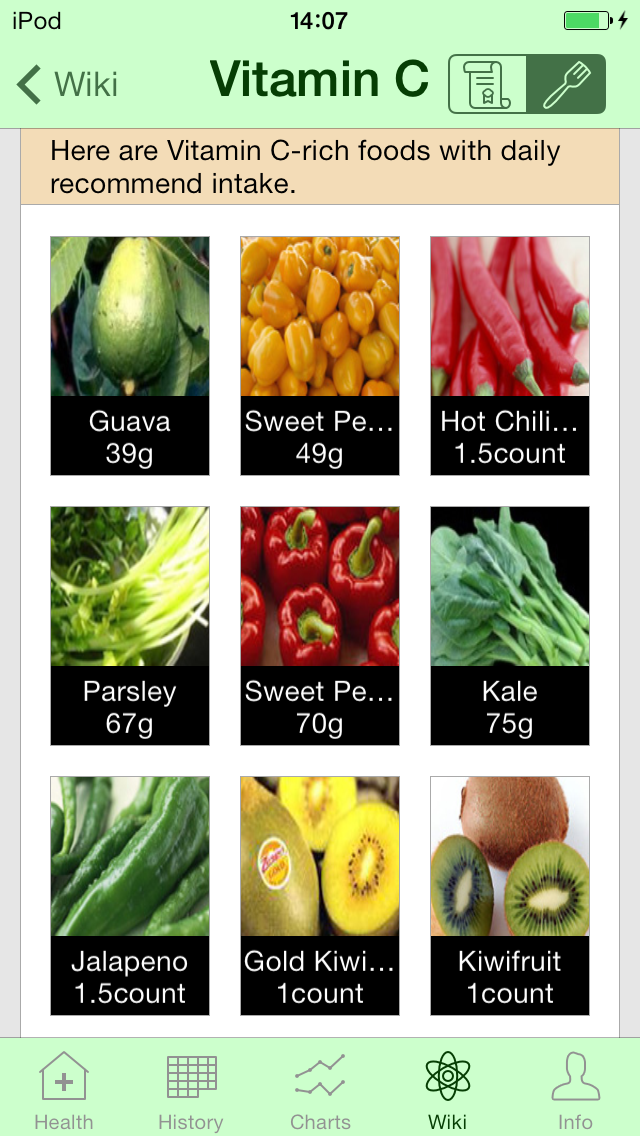 iPod 14:07
Wiki Vitamin C
Here are Vitamin C-rich foods with daily
recommend intake.
Guava Sweet Pe... Hot Chili...
39g 49g 1.5count
Parsley Sweet Pe... Kale
67g 70g 75g
GOLD
Jalapeno Gold Kiwi... Kiwifruit
1.5count 1count 1count
Health History Charts Wiki Info